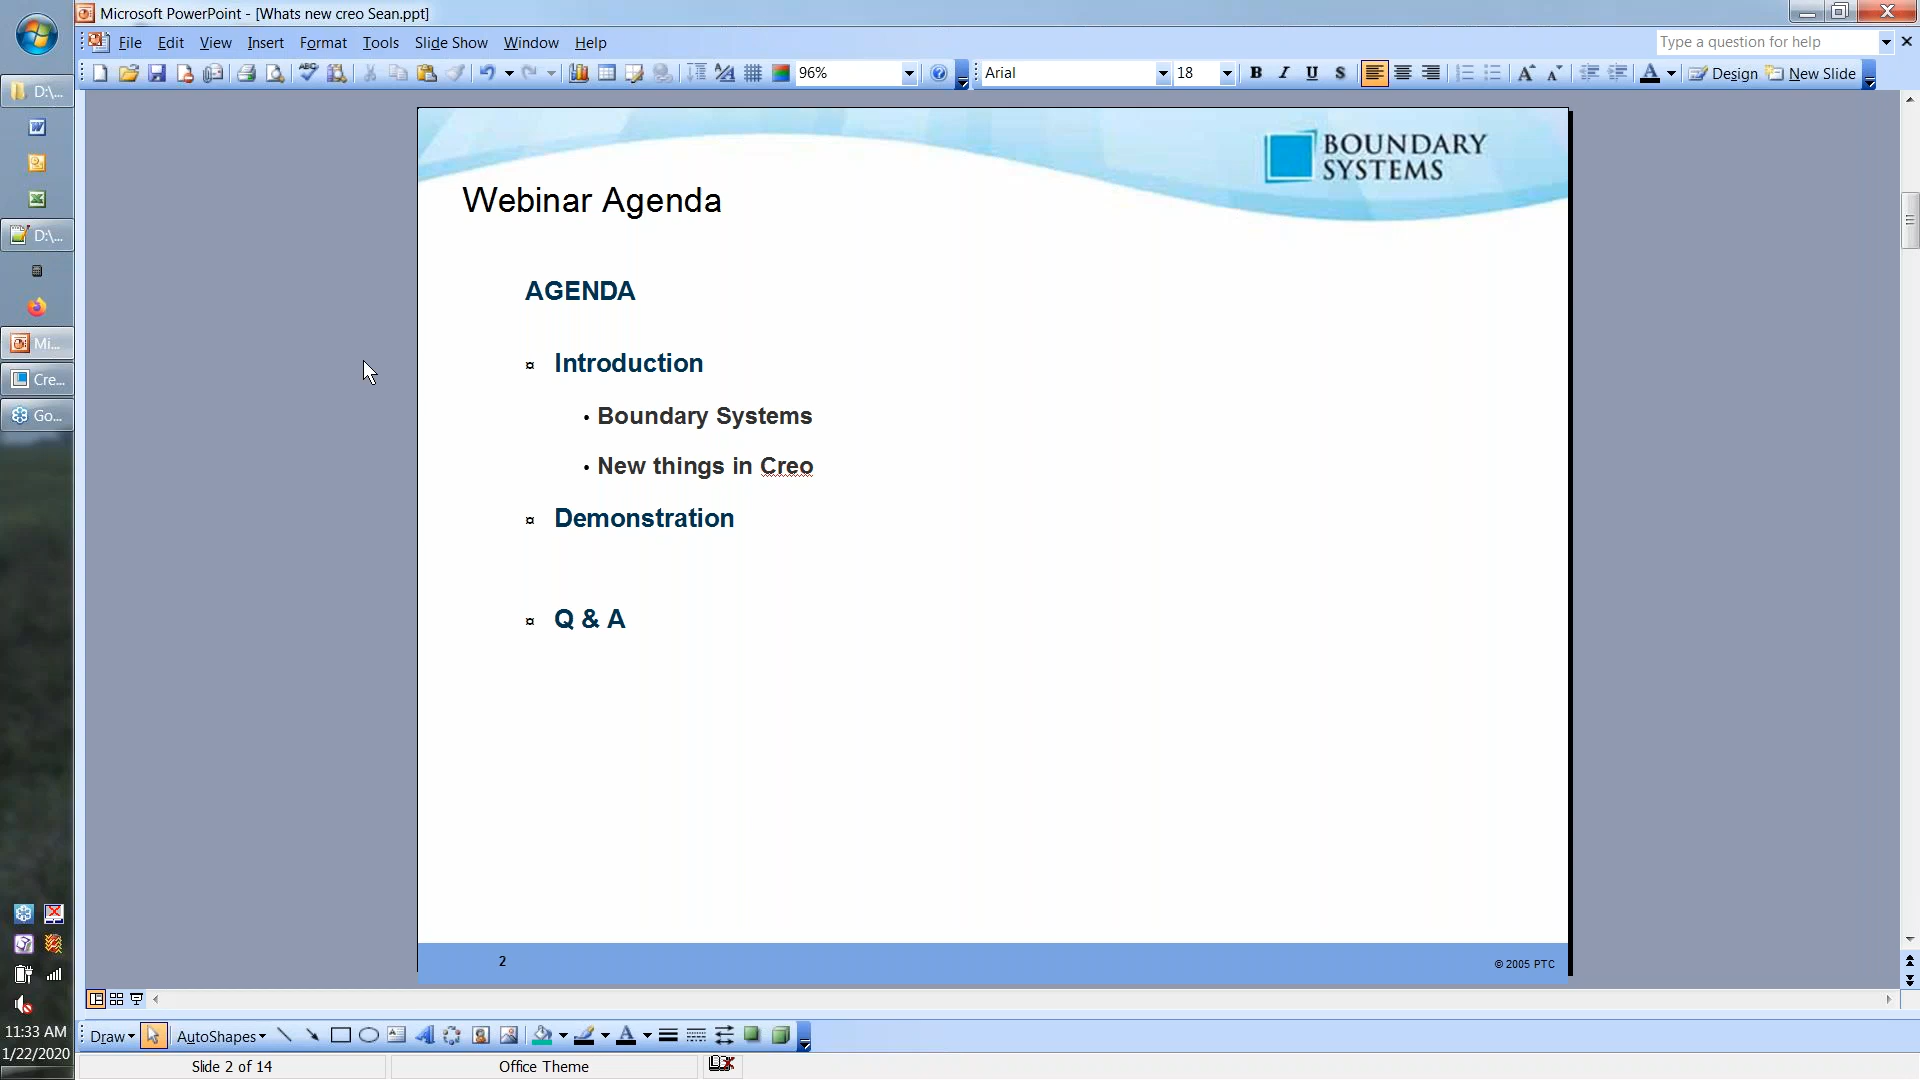 Microsoft PowerPoint - [Whats new creo Sean.ppt]
File Edit View Insert Format Tools Slide Show Window Help
Type a question for help
96%
Arial
18
B I U S
A A
A
Design
New Slide
D:\...
D:\...
Mi...
Cre...
Go...
BOUNDARY
SYSTEMS
Webinar Agenda
AGENDA
¤ Introduction
• Boundary Systems
• New things in Creo
¤ Demonstration
¤ Q & A
2
© 2005 PTC
11:33 AM
1/22/2020
Draw
AutoShapes
Slide 2 of 14
Office Theme